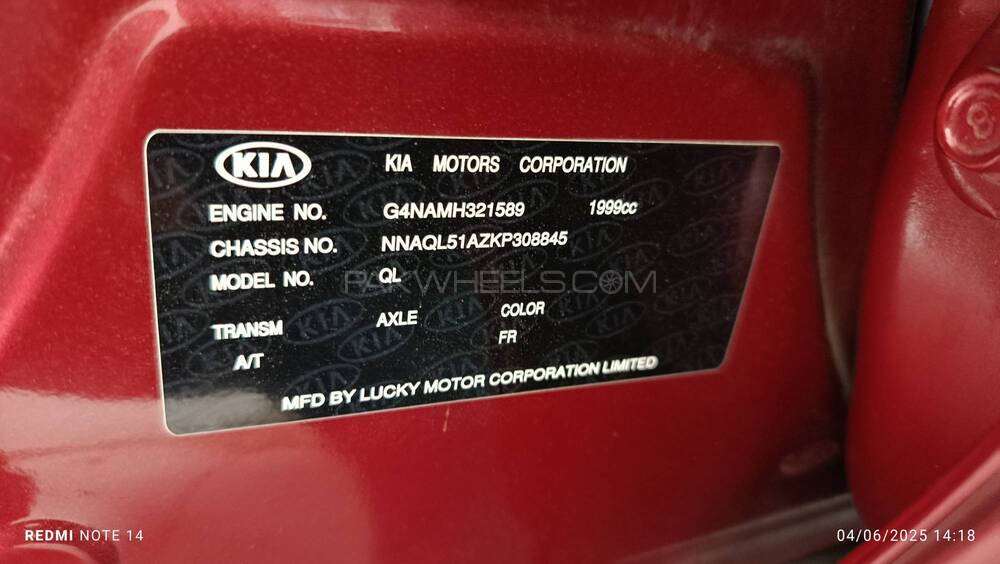 KIA KIA MOTORS CORPORATION
ENGINE NO. G4NAMH321589 1999cc
CHASSIS NO. NNAQL51AZKP308845
MODEL NO. QL
PAKWHEELS.COM
TRANSM AXLE COLOR
A/T FR
MFD BY LUCKY MOTOR CORPORATION LIMITED
REDMI NOTE 14
04/06/2025 14:18